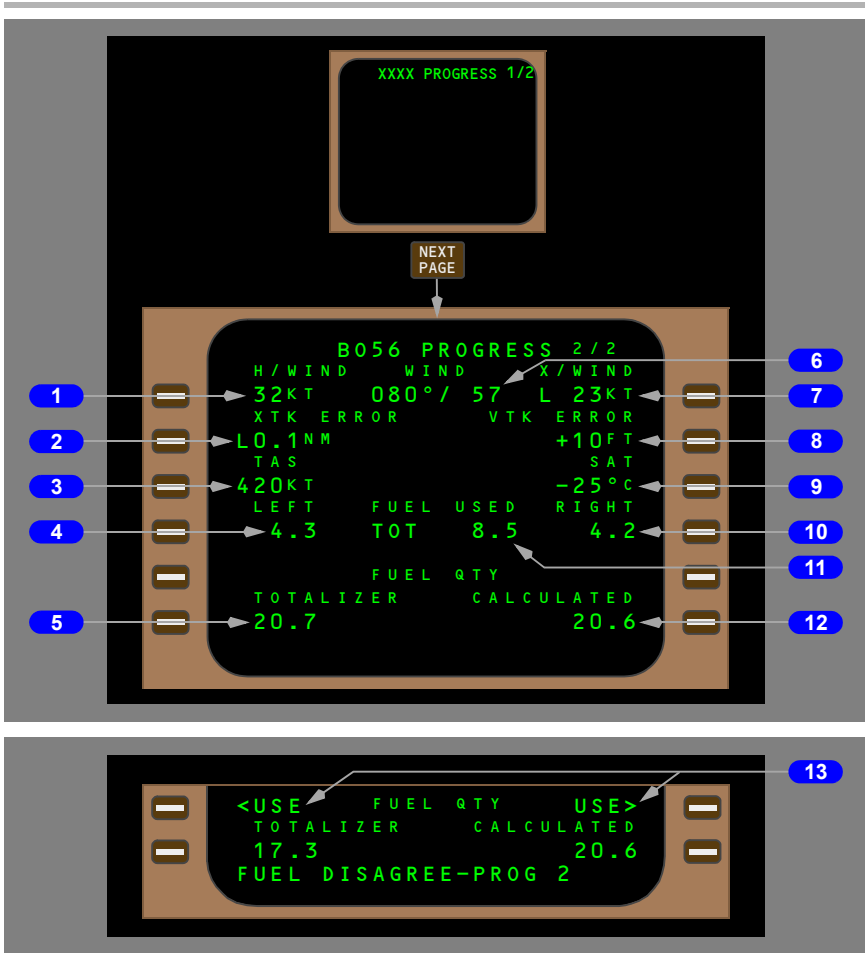 XXXX PROGRESS 1/2
NEXT
PAGE
BO56 PROGRESS 2/2
H/WIND WIND X/WIND
32KT 080°/ 57 L 23KT
XTK ERROR VTK ERROR
L0.1NM +10FT
TAS SAT
420KT -25°C
LEFT FUEL USED RIGHT
4.3 TOT 8.5 4.2
FUEL QTY
TOTALIZER CALCULATED
20.7 20.6
1
2
3
4
5
6
7
8
9
10
11
12
<USE FUEL QTY USE>
TOTALIZER CALCULATED
17.3 20.6
FUEL DISAGREE-PROG 2
13